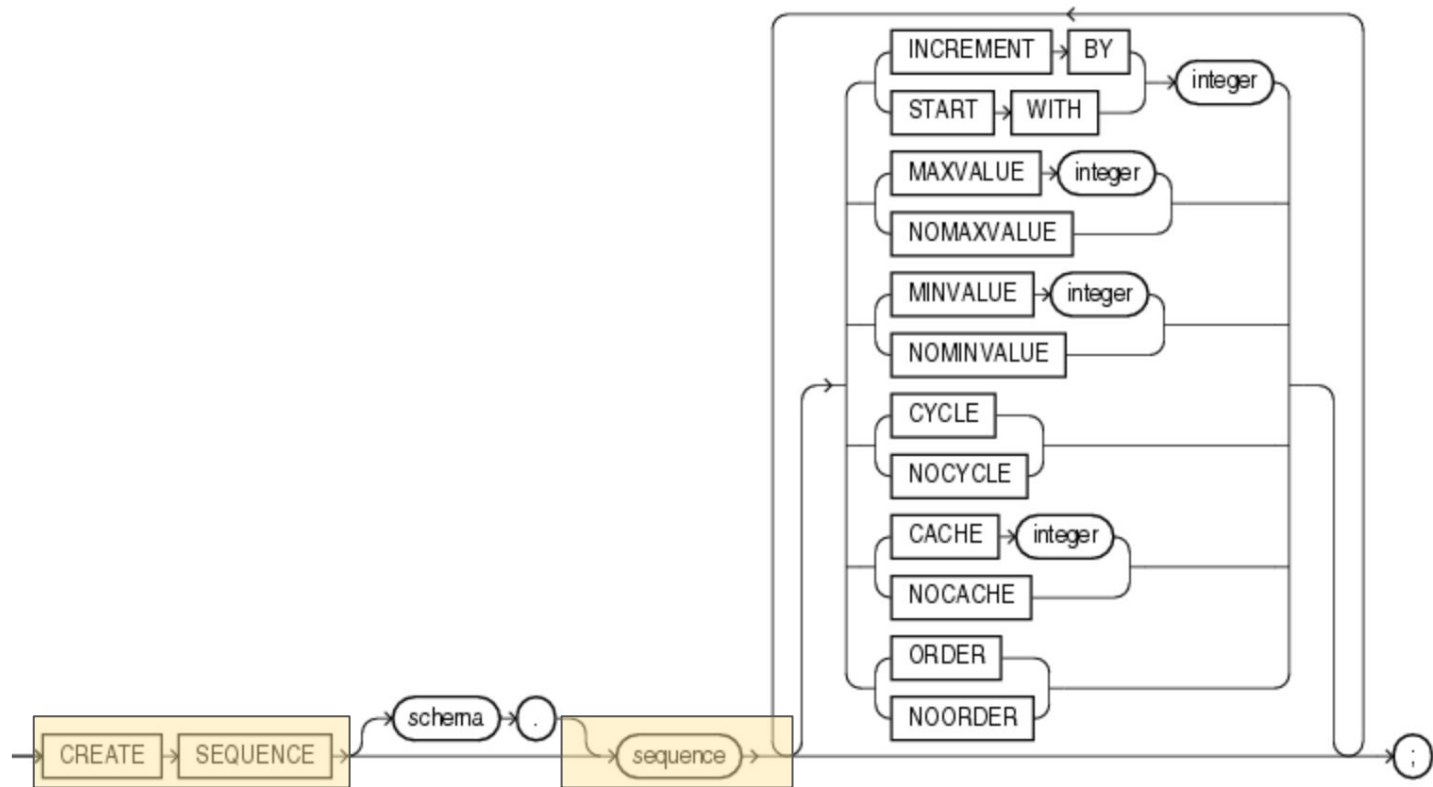 INCREMENT BY
integer
START WITH
MAXVALUE integer
NOMAXVALUE
MINVALUE integer
NOMINVALUE
CYCLE
NOCYCLE
CACHE integer
NOCACHE
ORDER
NOORDER
schema .
CREATE SEQUENCE sequence ;